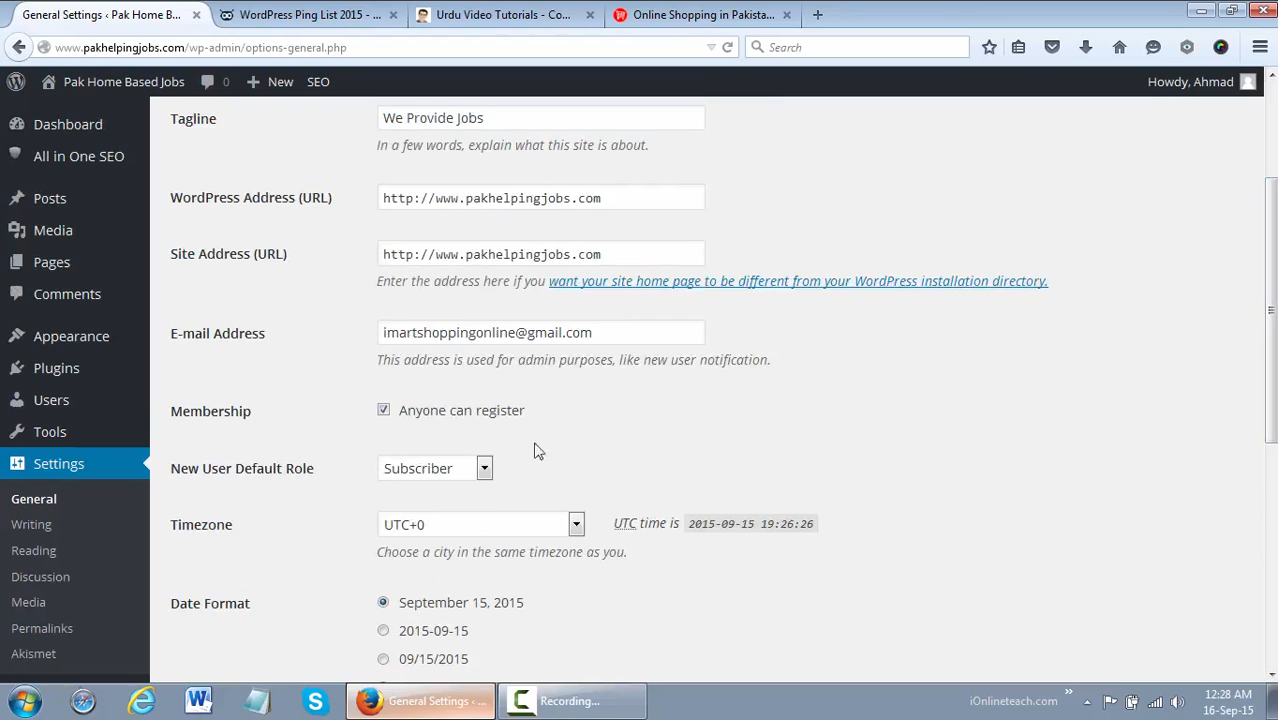 General Settings ‹ Pak Home B...
WordPress Ping List 2015 - ...
Urdu Video Tutorials - Co...
Online Shopping in Pakista...
www.pakhelpingjobs.com/wp-admin/options-general.php
Search
Pak Home Based Jobs
0
New
SEO
Howdy, Ahmad
Dashboard
All in One SEO
Posts
Media
Pages
Comments
Appearance
Plugins
Users
Tools
Settings
General
Writing
Reading
Discussion
Media
Permalinks
Akismet
Tagline
We Provide Jobs
In a few words, explain what this site is about.
WordPress Address (URL)
http://www.pakhelpingjobs.com
Site Address (URL)
http://www.pakhelpingjobs.com
Enter the address here if you want your site home page to be different from your WordPress installation directory.
E-mail Address
imartshoppingonline@gmail.com
This address is used for admin purposes, like new user notification.
Membership
Anyone can register
New User Default Role
Subscriber
Timezone
UTC+0
UTC time is 2015-09-15 19:26:26
Choose a city in the same timezone as you.
Date Format
September 15, 2015
2015-09-15
09/15/2015
General Settings ‹ ...
Recording...
iOnlineteach.com
12:28 AM
16-Sep-15